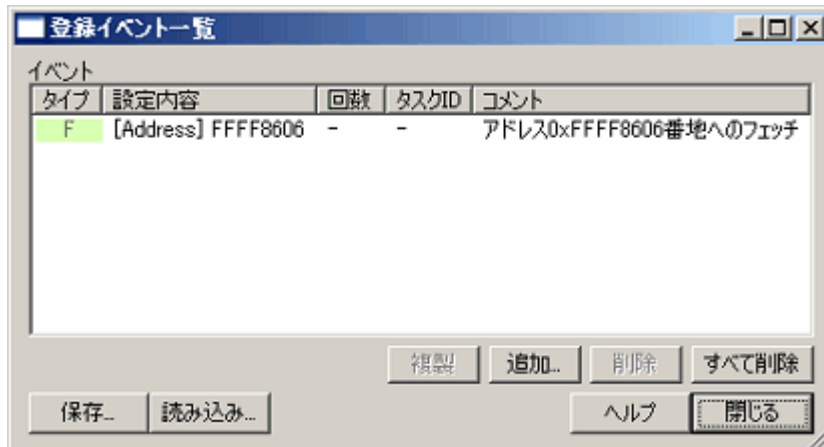 登録イベント一覧
イベント
タイプ 設定内容 回数 タスクID コメント
F [Address] FFFF8606 - - アドレス0xFFFF8606番地へのフェッチ
複製 追加... 削除 すべて削除
保存... 読み込み... ヘルプ 閉じる